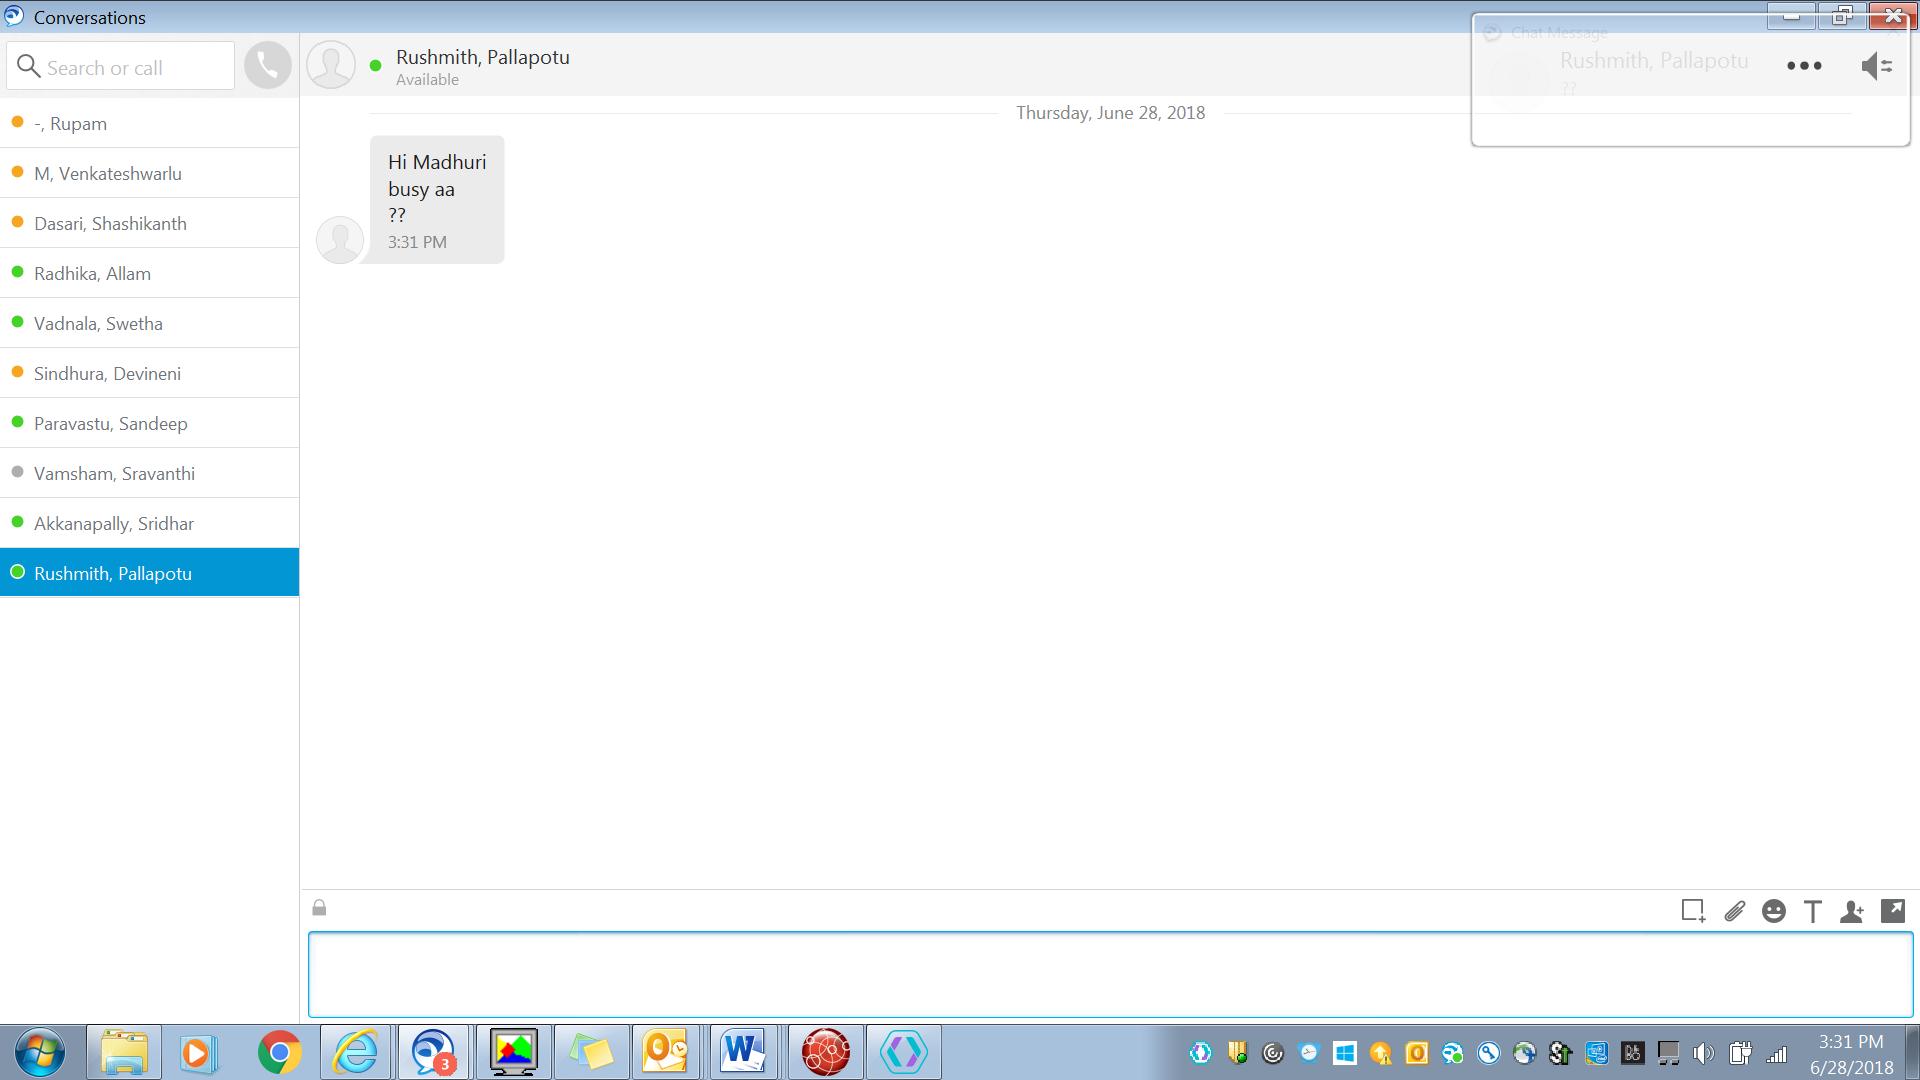 Conversations
Search or call
-, Rupam
M, Venkateshwarlu
Dasari, Shashikanth
Radhika, Allam
Vadnala, Swetha
Sindhura, Devineni
Paravastu, Sandeep
Vamsham, Sravanthi
Akkanapally, Sridhar
Rushmith, Pallapotu
Rushmith, Pallapotu
Available
Chat Message
Rushmith, Pallapotu
??
Thursday, June 28, 2018
Hi Madhuri
busy aa
??
3:31 PM
T
3
3:31 PM
6/28/2018